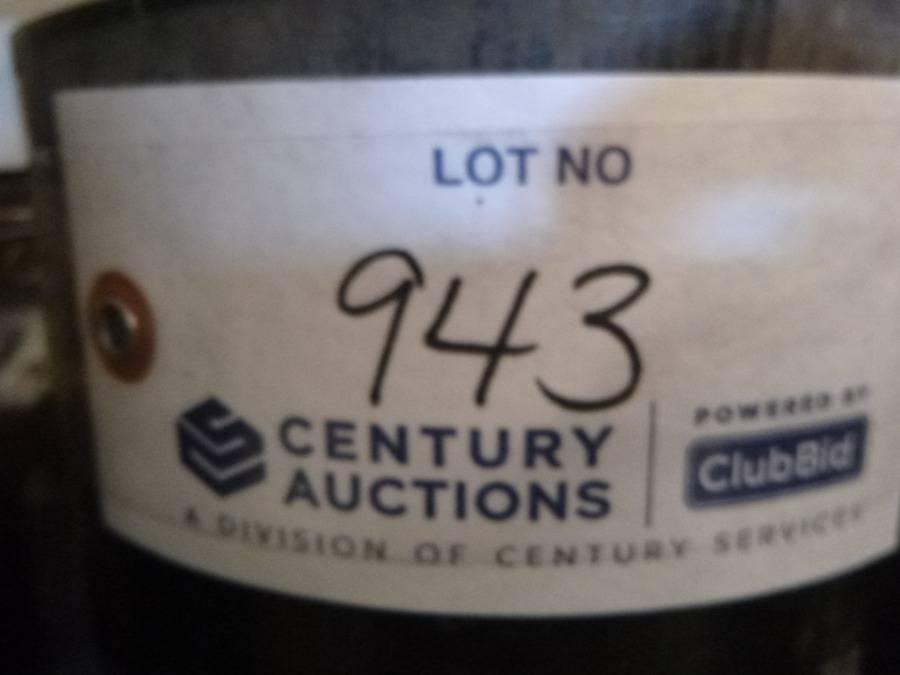 LOT NO
943
CENTURY
AUCTIONS
POWERED BY
ClubBid
A DIVISION OF CENTURY SERVICES